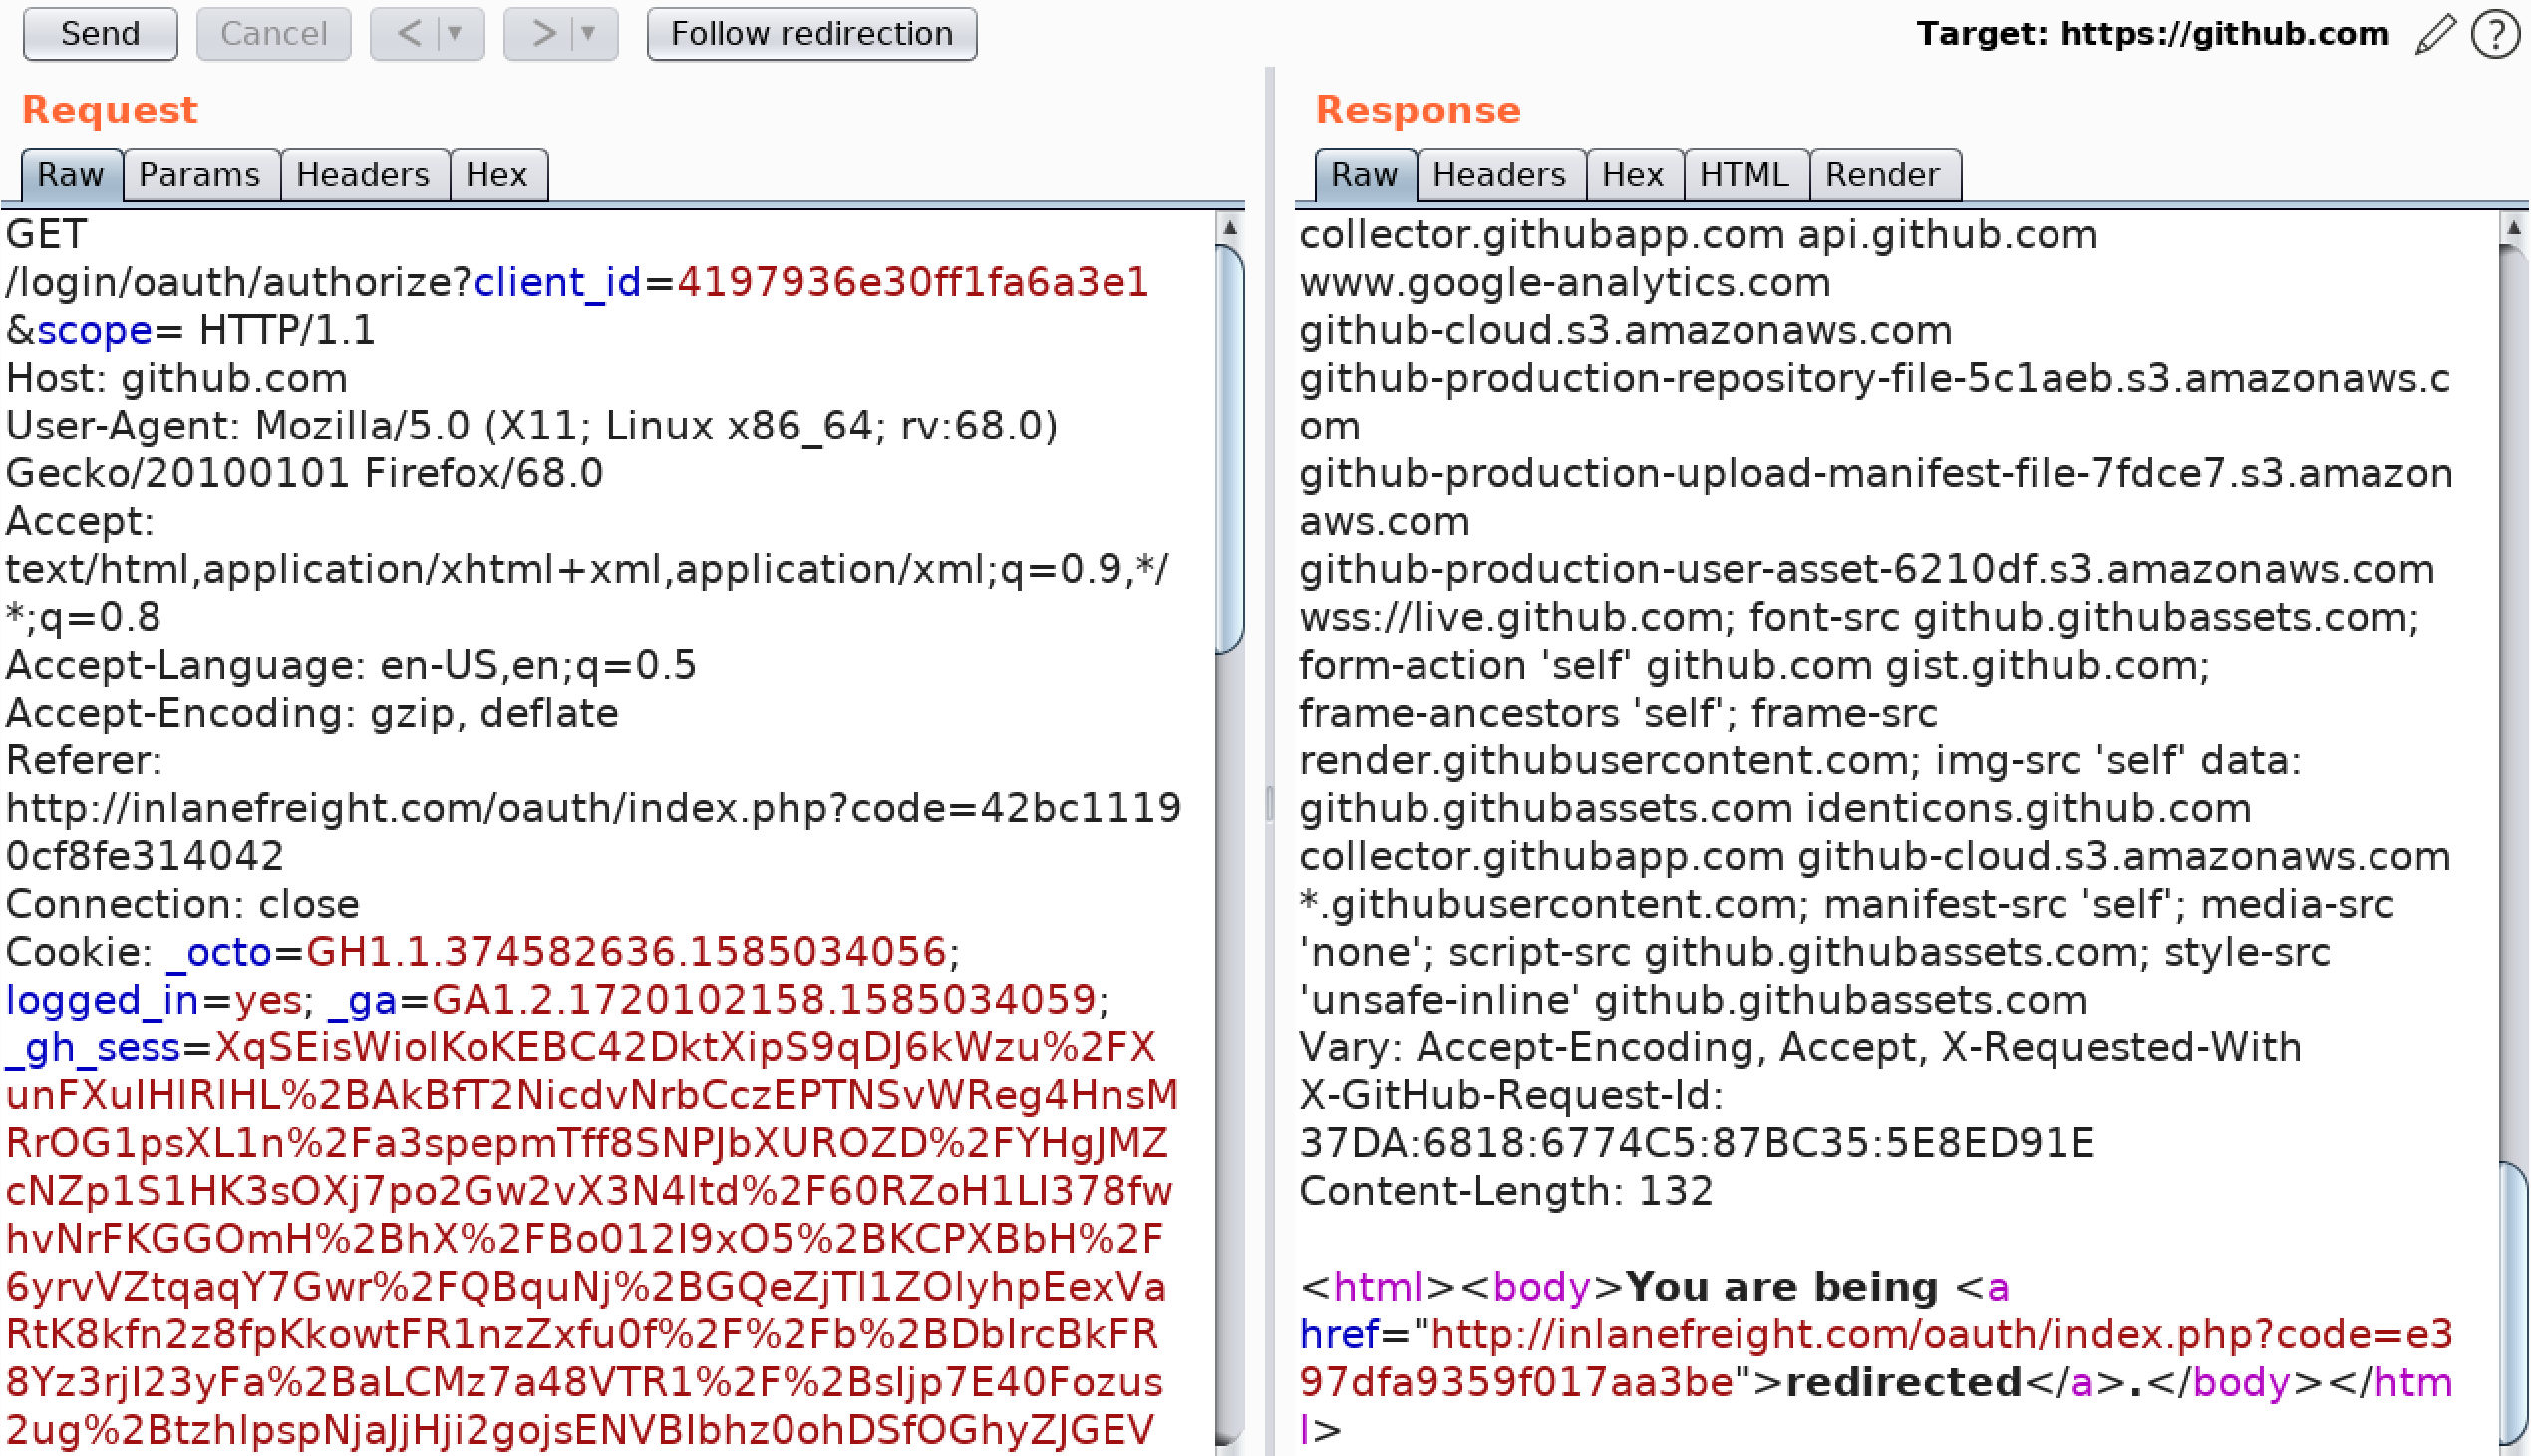 Send Cancel < ▼ > ▼ Follow redirection Target: https://github.com ?
Request
Raw Params Headers Hex
GET
/login/oauth/authorize?client_id=4197936e30ff1fa6a3e1
&scope= HTTP/1.1
Host: github.com
User-Agent: Mozilla/5.0 (X11; Linux x86_64; rv:68.0)
Gecko/20100101 Firefox/68.0
Accept:
text/html,application/xhtml+xml,application/xml;q=0.9,*/
*;q=0.8
Accept-Language: en-US,en;q=0.5
Accept-Encoding: gzip, deflate
Referer:
http://inlanefreight.com/oauth/index.php?code=42bc1119
0cf8fe314042
Connection: close
Cookie: _octo=GH1.1.374582636.1585034056;
logged_in=yes; _ga=GA1.2.1720102158.1585034059;
_gh_sess=XqSEisWiolKoKEBC42DktXipS9qDJ6kWzu%2FX
unFXuIHIRlHL%2BAkBfT2NicdvNrbCczEPTNSvWReg4HnsM
RrOG1psXL1n%2Fa3spepmTff8SNPJbXUROZD%2FYHgJMZ
cNZp1S1HK3sOXj7po2Gw2vX3N4ltd%2F60RZoH1LI378fw
hvNrFKGGOmH%2BhX%2FBo012I9xO5%2BKCPXBbH%2F
6yrvVZtqaqY7Gwr%2FQBquNj%2BGQeZjTl1ZOlyhpEexVa
RtK8kfn2z8fpKkowtFR1nzZxfu0f%2F%2Fb%2BDbIrcBkFR
8Yz3rjI23yFa%2BaLCMz7a48VTR1%2F%2BsIjp7E40Fozus
2ug%2BtzhlpspNjaJjHji2gojsENVBIbhz0ohDSfOGhyZJGEV
Response
Raw Headers Hex HTML Render
collector.githubapp.com api.github.com
www.google-analytics.com
github-cloud.s3.amazonaws.com
github-production-repository-file-5c1aeb.s3.amazonaws.c
om
github-production-upload-manifest-file-7fdce7.s3.amazon
aws.com
github-production-user-asset-6210df.s3.amazonaws.com
wss://live.github.com; font-src github.githubassets.com;
form-action 'self' github.com gist.github.com;
frame-ancestors 'self'; frame-src
render.githubusercontent.com; img-src 'self' data:
github.githubassets.com identicons.github.com
collector.githubapp.com github-cloud.s3.amazonaws.com
*.githubusercontent.com; manifest-src 'self'; media-src
'none'; script-src github.githubassets.com; style-src
'unsafe-inline' github.githubassets.com
Vary: Accept-Encoding, Accept, X-Requested-With
X-GitHub-Request-Id:
37DA:6818:6774C5:87BC35:5E8ED91E
Content-Length: 132
<html><body>You are being <a
href="http://inlanefreight.com/oauth/index.php?code=e3
97dfa9359f017aa3be">redirected</a>.</body></htm
l>